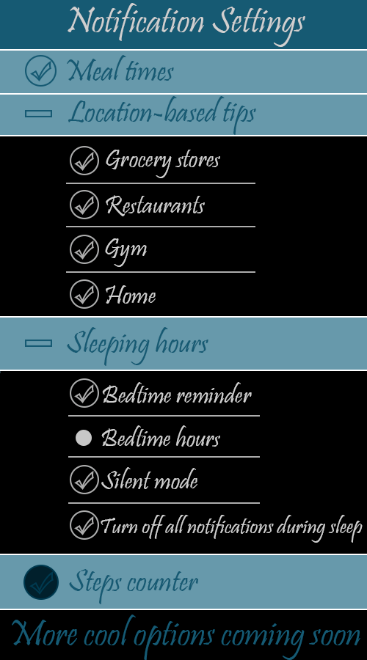 Notification Settings
Meal times
Location-based tips
Grocery stores
Restaurants
Gym
Home
Sleeping hours
Bedtime reminder
Bedtime hours
Silent mode
Turn off all notifications during sleep
Steps counter
More cool options coming soon